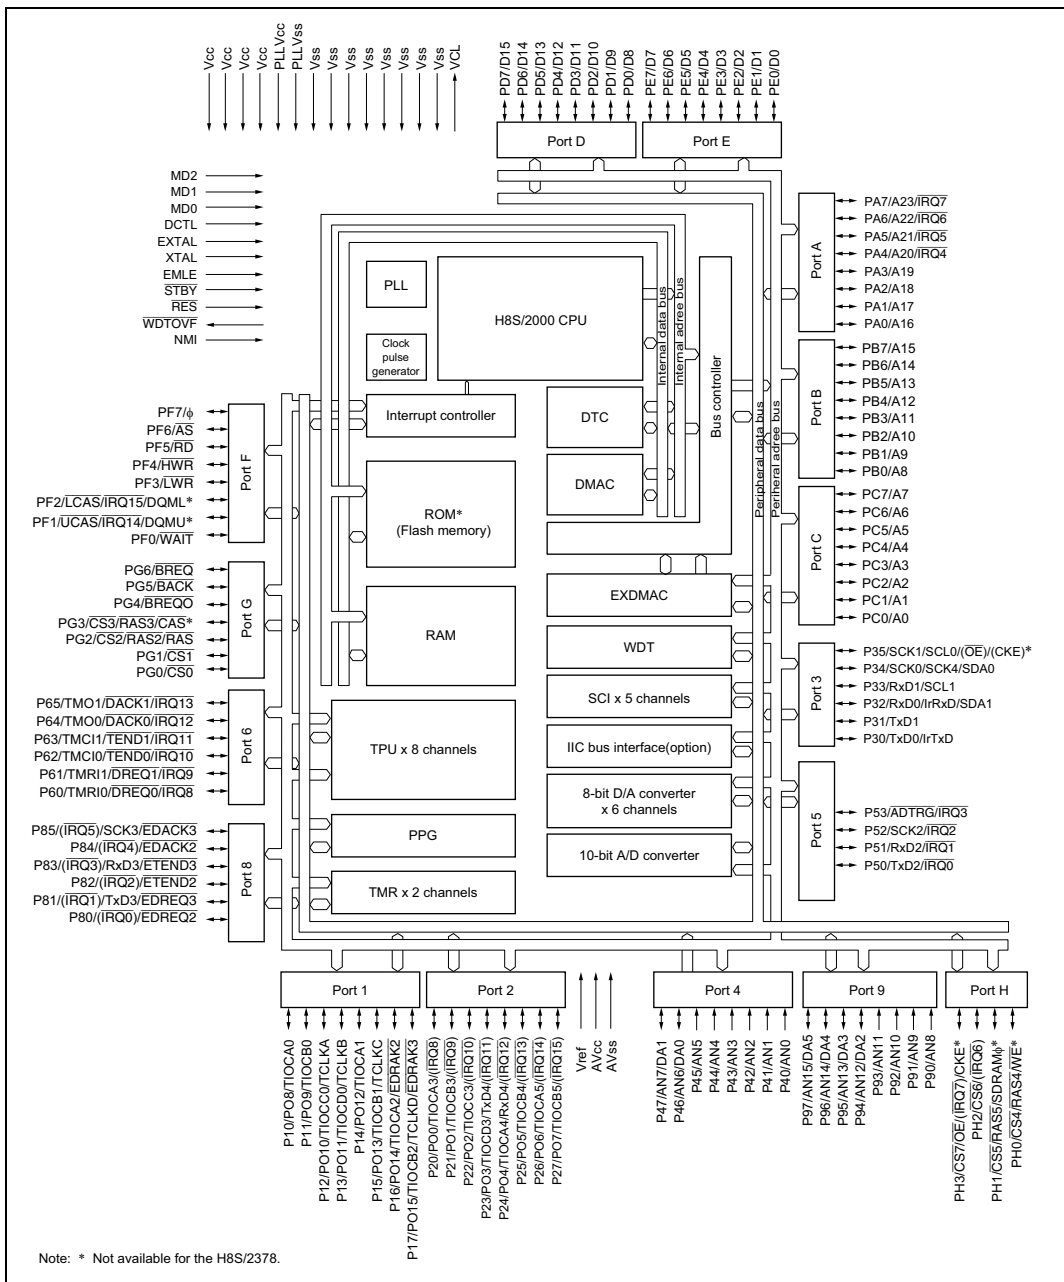 Vcc
Vcc
Vcc
Vcc
PLLVcc
PLLVss
Vss
Vss
Vss
Vss
Vss
Vss
Vss
Vss
VCL
PD7/D15
PD6/D14
PD5/D13
PD4/D12
PD3/D11
PD2/D10
PD1/D9
PD0/D8
PE7/D7
PE6/D6
PE5/D5
PE4/D4
PE3/D3
PE2/D2
PE1/D1
PE0/D0
Port D
Port E
MD2
MD1
MD0
DCTL
EXTAL
XTAL
EMLE
STBY
RES
WDTOVF
NMI
PLL
Clock
pulse
generator
H8S/2000 CPU
Internal data bus
Internal adree bus
Bus controller
Peripheral data bus
Periheral adree bus
Interrupt controller
DTC
DMAC
ROM*
(Flash memory)
RAM
EXDMAC
WDT
SCI x 5 channels
IIC bus interface(option)
8-bit D/A converter
x 6 channels
10-bit A/D converter
TPU x 8 channels
PPG
TMR x 2 channels
Port A
PA7/A23/IRQ7
PA6/A22/IRQ6
PA5/A21/IRQ5
PA4/A20/IRQ4
PA3/A19
PA2/A18
PA1/A17
PA0/A16
Port B
PB7/A15
PB6/A14
PB5/A13
PB4/A12
PB3/A11
PB2/A10
PB1/A9
PB0/A8
Port C
PC7/A7
PC6/A6
PC5/A5
PC4/A4
PC3/A3
PC2/A2
PC1/A1
PC0/A0
Port 3
P35/SCK1/SCL0/(OE)/(CKE)*
P34/SCK0/SCK4/SDA0
P33/RxD1/SCL1
P32/RxD0/IrRxD/SDA1
P31/TxD1
P30/TxD0/IrTxD
Port 5
P53/ADTRG/IRQ3
P52/SCK2/IRQ2
P51/RxD2/IRQ1
P50/TxD2/IRQ0
PF7/ϕ
PF6/AS
PF5/RD
PF4/HWR
PF3/LWR
PF2/LCAS/IRQ15/DQML*
PF1/UCAS/IRQ14/DQMU*
PF0/WAIT
Port F
PG6/BREQ
PG5/BACK
PG4/BREQO
PG3/CS3/RAS3/CAS*
PG2/CS2/RAS2/RAS
PG1/CS1
PG0/CS0
Port G
P65/TMO1/DACK1/IRQ13
P64/TMO0/DACK0/IRQ12
P63/TMCI1/TEND1/IRQ11
P62/TMCI0/TEND0/IRQ10
P61/TMRI1/DREQ1/IRQ9
P60/TMRI0/DREQ0/IRQ8
Port 6
P85/(IRQ5)/SCK3/EDACK3
P84/(IRQ4)/EDACK2
P83/(IRQ3)/RxD3/ETEND3
P82/(IRQ2)/ETEND2
P81/(IRQ1)/TxD3/EDREQ3
P80/(IRQ0)/EDREQ2
Port 8
Port 1
Port 2
Port 4
Port 9
Port H
P10/PO8/TIOCA0
P11/PO9/TIOCB0
P12/PO10/TIOCC0/TCLKA
P13/PO11/TIOCD0/TCLKB
P14/PO12/TIOCA1
P15/PO13/TIOCB1/TCLKC
P16/PO14/TIOCA2/EDRAK2
P17/PO15/TIOCB2/TCLKD/EDRAK3
P20/PO0/TIOCA3/(IRQ8)
P21/PO1/TIOCB3/(IRQ9)
P22/PO2/TIOCC3/(IRQ10)
P23/PO3/TIOCD3/TxD4/(IRQ11)
P24/PO4/TIOCA4/RxD4/(IRQ12)
P25/PO5/TIOCB4/(IRQ13)
P26/PO6/TIOCA5/(IRQ14)
P27/PO7/TIOCB5/(IRQ15)
Vref
AVcc
AVss
P47/AN7/DA1
P46/AN6/DA0
P45/AN5
P44/AN4
P43/AN3
P42/AN2
P41/AN1
P40/AN0
P97/AN15/DA5
P96/AN14/DA4
P95/AN13/DA3
P94/AN12/DA2
P93/AN11
P92/AN10
P91/AN9
P90/AN8
PH3/CS7/OE/(IRQ7)/CKE*
PH2/CS6/(IRQ6)
PH1/CS5/RAS5/SDRAMϕ*
PH0/CS4/RAS4/WE*
Note: * Not available for the H8S/2378.